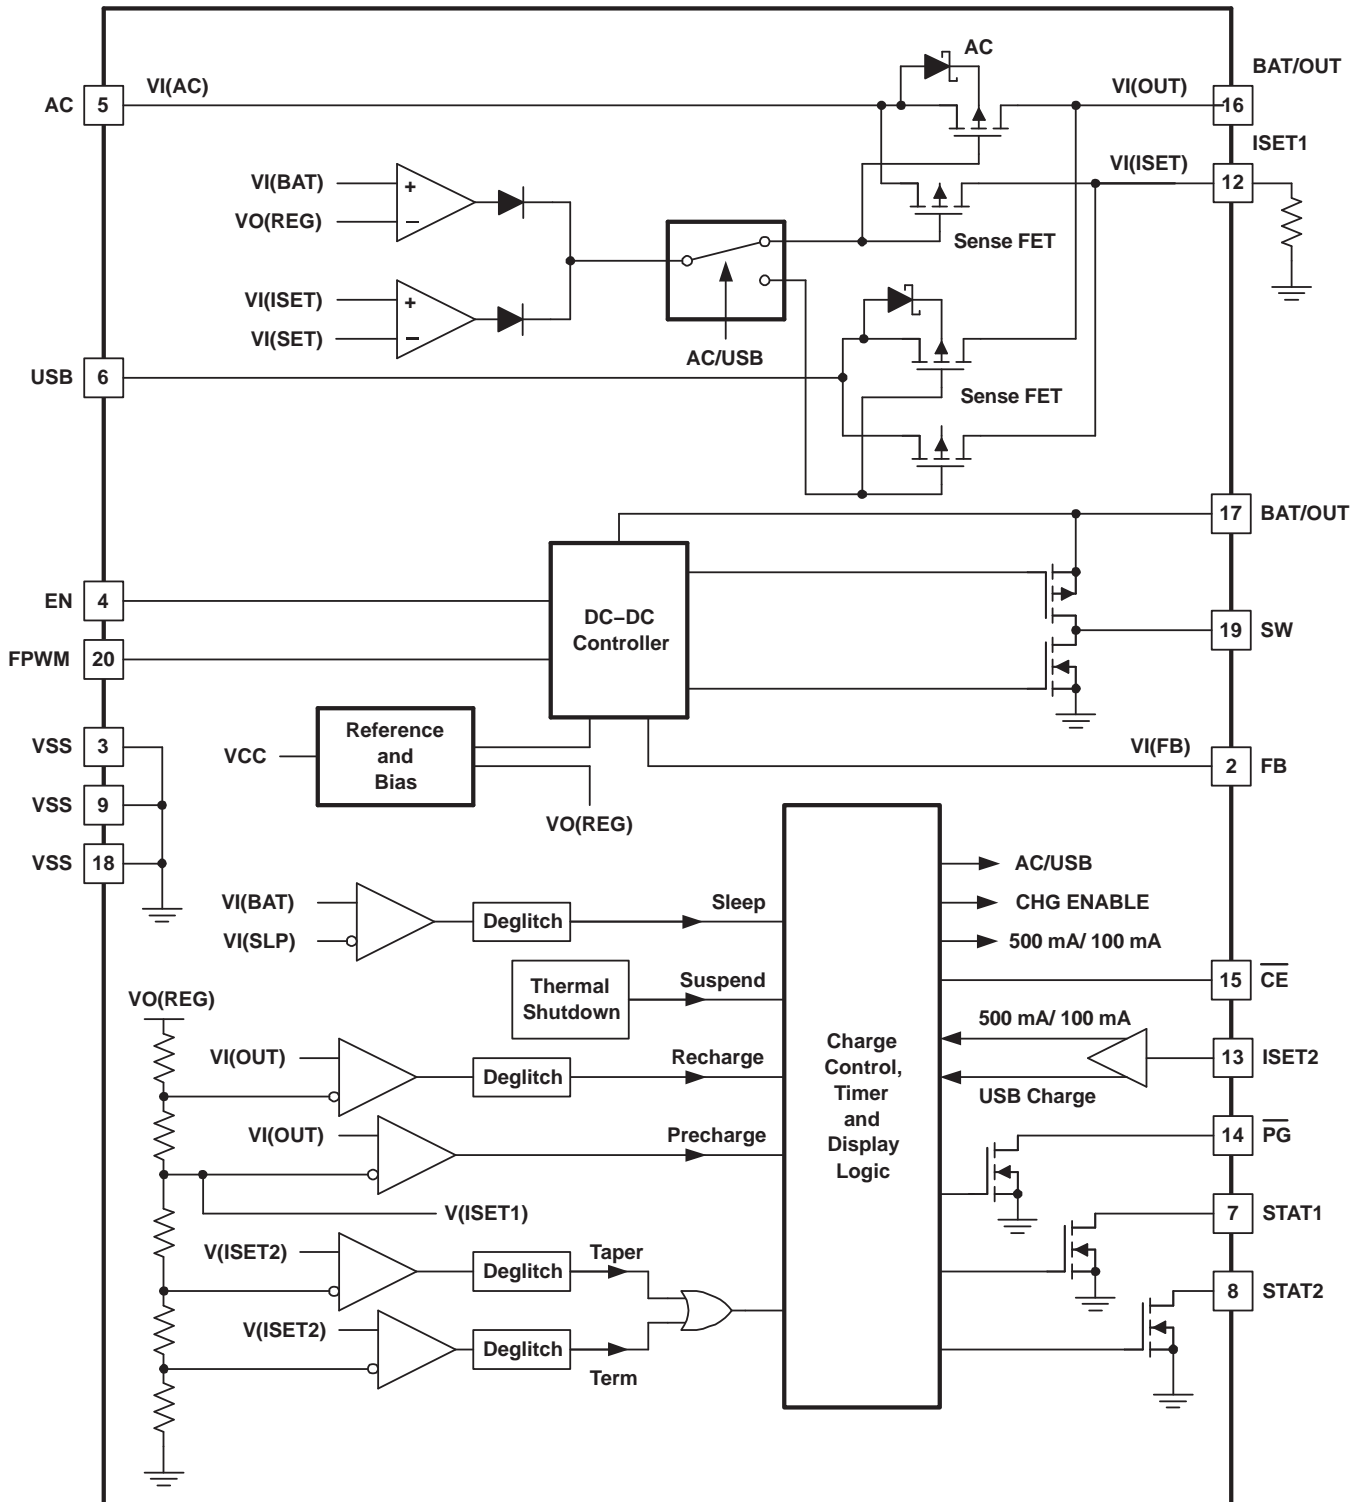 AC
BAT/OUT
AC 5 VI(AC) VI(OUT) 16
ISET1
VI(BAT) + VI(ISET) 12
VO(REG) −
Sense FET
VI(ISET) +
VI(SET) −
AC/USB
USB 6
Sense FET
17 BAT/OUT
EN 4
DC−DC
Controller
19 SW
FPWM 20
VSS 3
Reference
and
Bias
VCC
VI(FB)
2 FB
VSS 9
VO(REG)
VSS 18
AC/USB
VI(BAT)
VI(SLP)
Deglitch
Sleep
CHG ENABLE
500 mA/ 100 mA
Thermal
Shutdown
Suspend
15 CE
VO(REG)
500 mA/ 100 mA
VI(OUT)
Deglitch
Recharge
Charge
Control,
Timer
and
Display
Logic
13 ISET2
USB Charge
VI(OUT)
Precharge
14 PG
V(ISET1)
7 STAT1
V(ISET2)
Deglitch
Taper
8 STAT2
V(ISET2)
Deglitch
Term